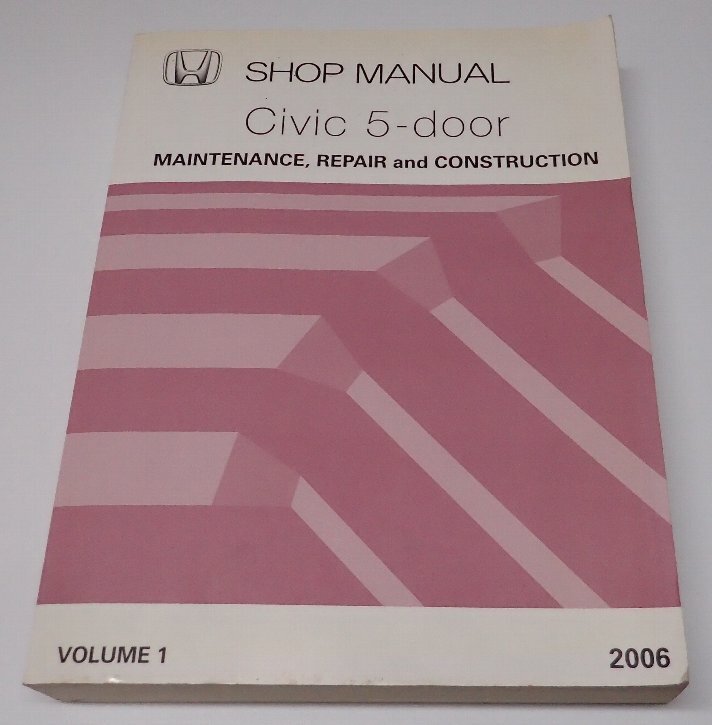 SHOP MANUAL
Civic 5-door
MAINTENANCE, REPAIR and CONSTRUCTION
VOLUME 1
2006